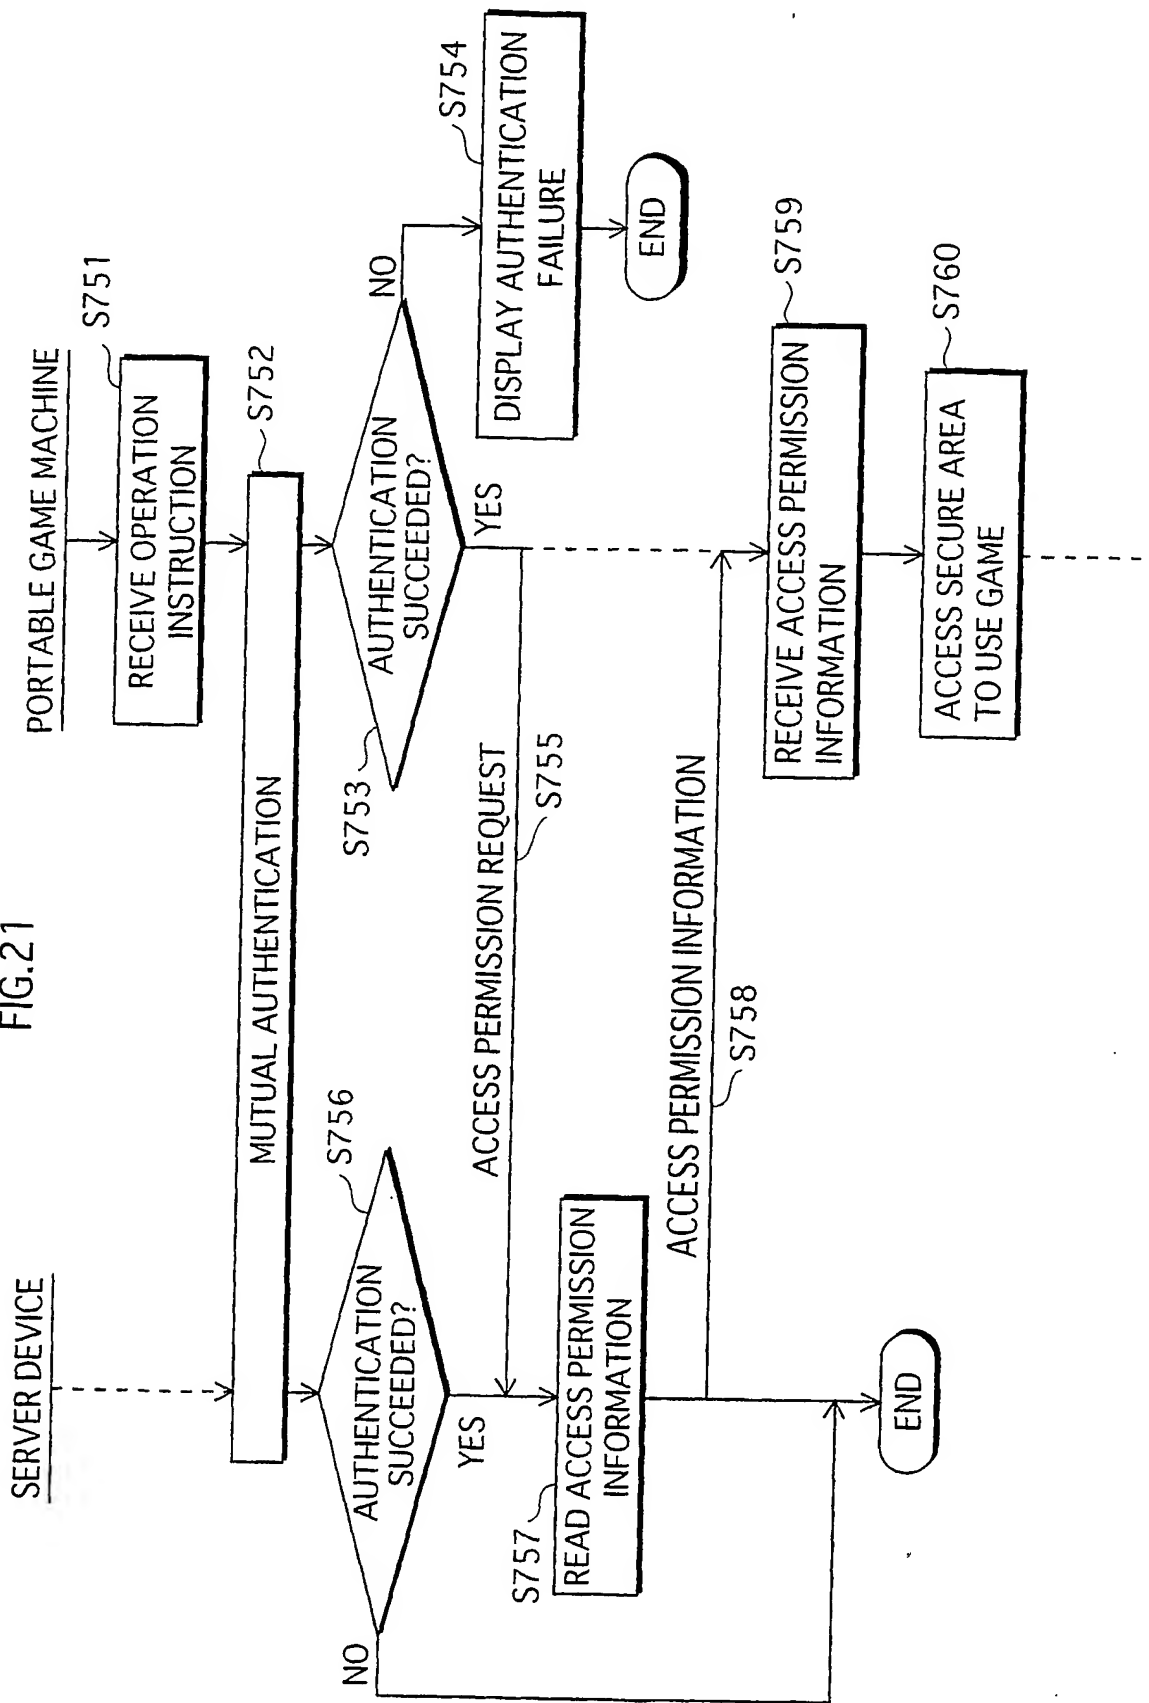 FIG.21
SERVER DEVICE
PORTABLE GAME MACHINE
S751
RECEIVE OPERATION
INSTRUCTION
S752
MUTUAL AUTHENTICATION
S756
AUTHENTICATION
SUCCEEDED?
NO
YES
S753
AUTHENTICATION
SUCCEEDED?
NO
YES
S754
DISPLAY AUTHENTICATION
FAILURE
END
ACCESS PERMISSION REQUEST
S755
S757
READ ACCESS PERMISSION
INFORMATION
ACCESS PERMISSION INFORMATION
S758
S759
RECEIVE ACCESS PERMISSION
INFORMATION
S760
ACCESS SECURE AREA
TO USE GAME
END